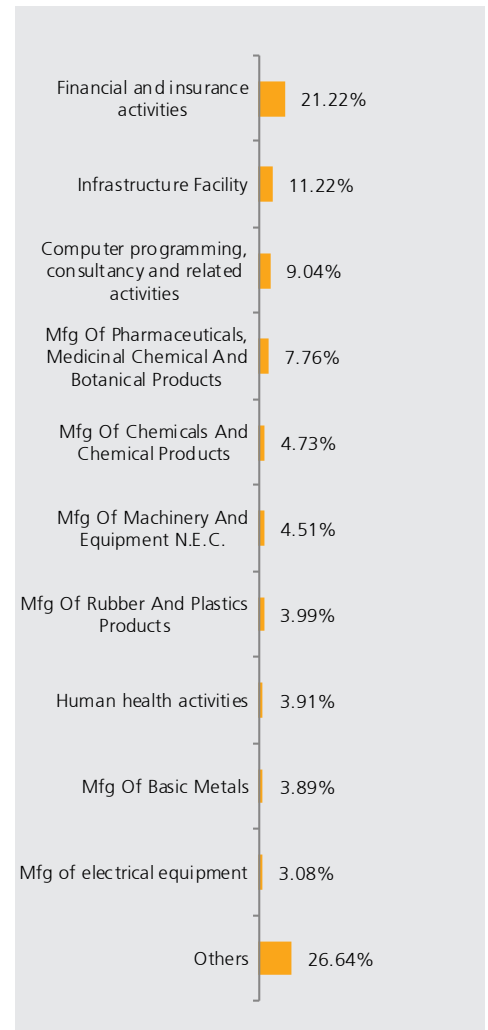 Financial and insurance
activities
21.22%
Infrastructure Facility
11.22%
Computer programming,
consultancy and related
activities
9.04%
Mfg Of Pharmaceuticals,
Medicinal Chemical And
Botanical Products
7.76%
Mfg Of Chemicals And
Chemical Products
4.73%
Mfg Of Machinery And
Equipment N.E.C.
4.51%
Mfg Of Rubber And Plastics
Products
3.99%
Human health activities
3.91%
Mfg Of Basic Metals
3.89%
Mfg of electrical equipment
3.08%
Others
26.64%